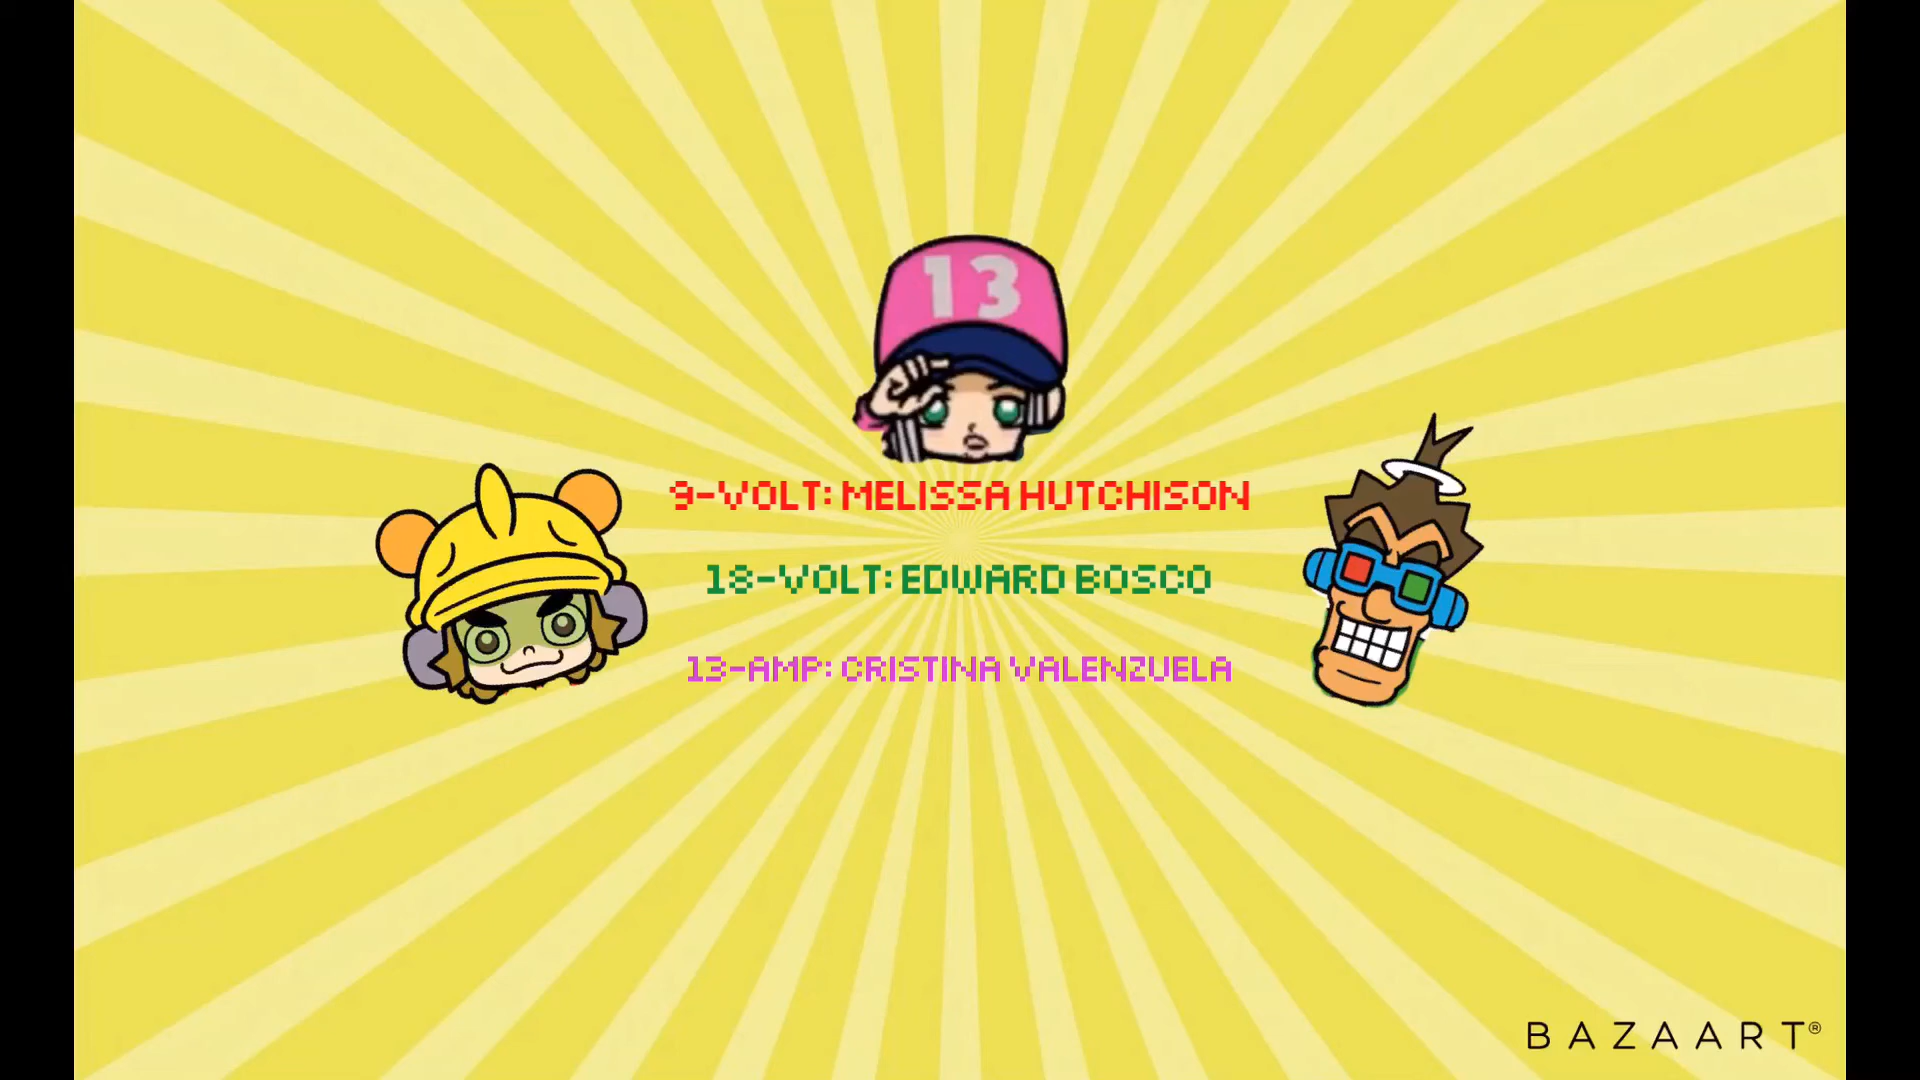 13
9-VOLT: MELISSA HUTCHISON
18-VOLT: EDWARD BOSCO
13-AMP: CRISTINA VALENZUELA
BAZAART®